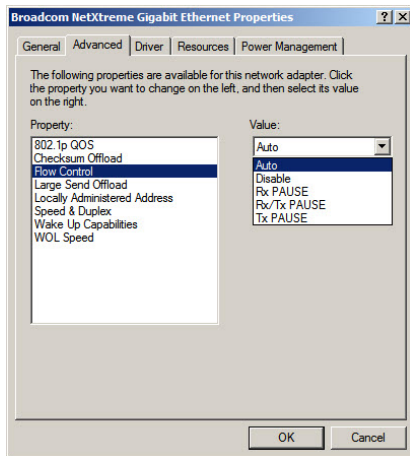 Broadcom NetXtreme Gigabit Ethernet Properties
General Advanced Driver Resources Power Management
The following properties are available for this network adapter. Click
the property you want to change on the left, and then select its value
on the right.
Property:
802.1p QOS
Checksum Offload
Flow Control
Large Send Offload
Locally Administered Address
Speed & Duplex
Wake Up Capabilities
WOL Speed
Value:
Auto
Auto
Disable
Rx PAUSE
Rx/Tx PAUSE
Tx PAUSE
OK Cancel